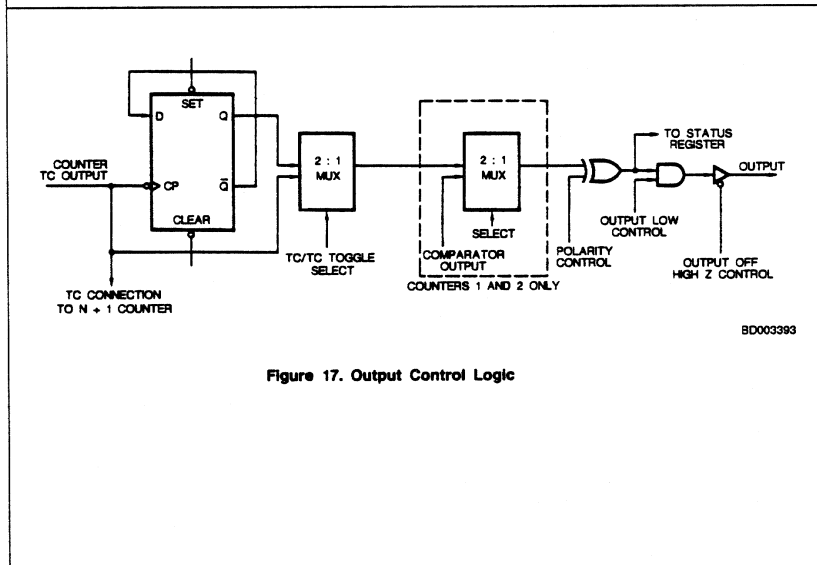 SET
D
Q
COUNTER
TC OUTPUT
CP
Q̅
CLEAR
2 : 1
MUX
TC/TC TOGGLE
SELECT
TC CONNECTION
TO N + 1 COUNTER
2 : 1
MUX
SELECT
COMPARATOR
OUTPUT
COUNTERS 1 AND 2 ONLY
POLARITY
CONTROL
TO STATUS
REGISTER
OUTPUT
OUTPUT LOW
CONTROL
OUTPUT OFF
HIGH Z CONTROL
BD003393
Figure 17. Output Control Logic